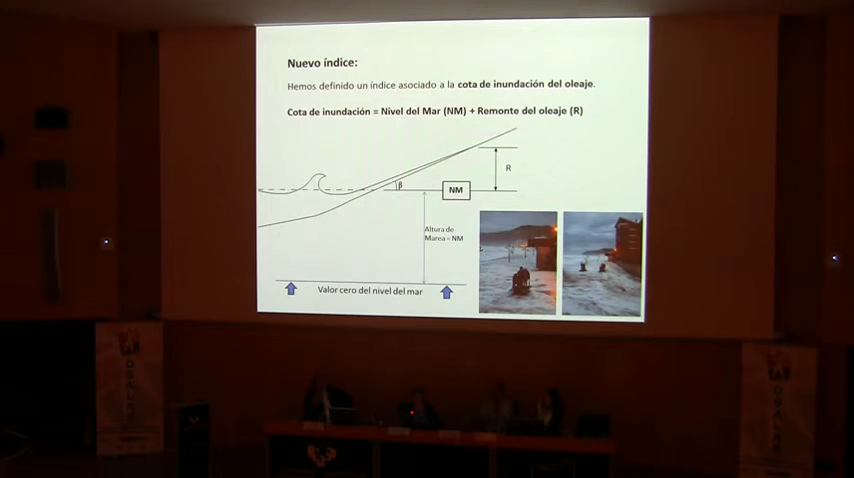 Nuevo índice:
Hemos definido un índice asociado a la cota de inundación del oleaje.
Cota de inundación = Nivel del Mar (NM) + Remonte del oleaje (R)
R
β
NM
Altura de
Marea – NM
Valor cero del nivel del mar